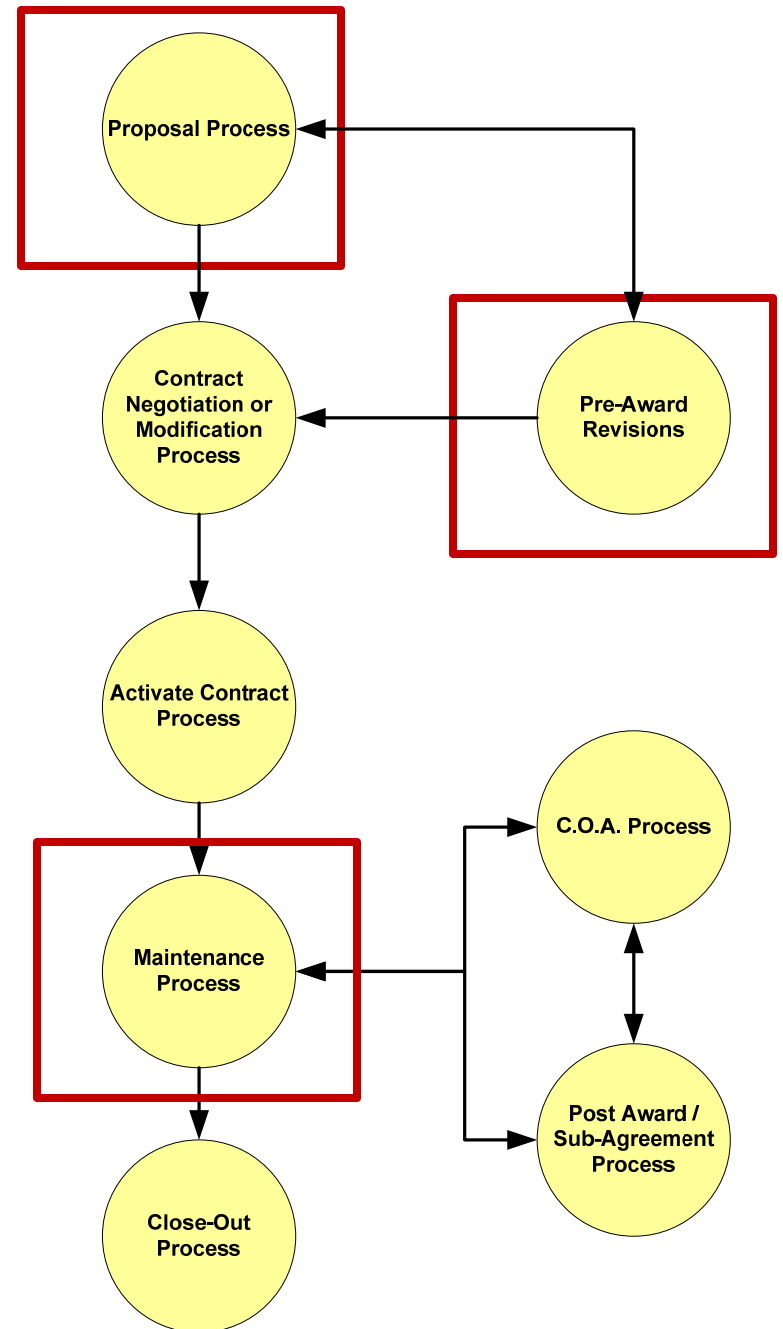 Proposal Process
Contract
Negotiation or
Modification
Process
Pre-Award
Revisions
Activate Contract
Process
C.O.A. Process
Maintenance
Process
Post Award /
Sub-Agreement
Process
Close-Out
Process